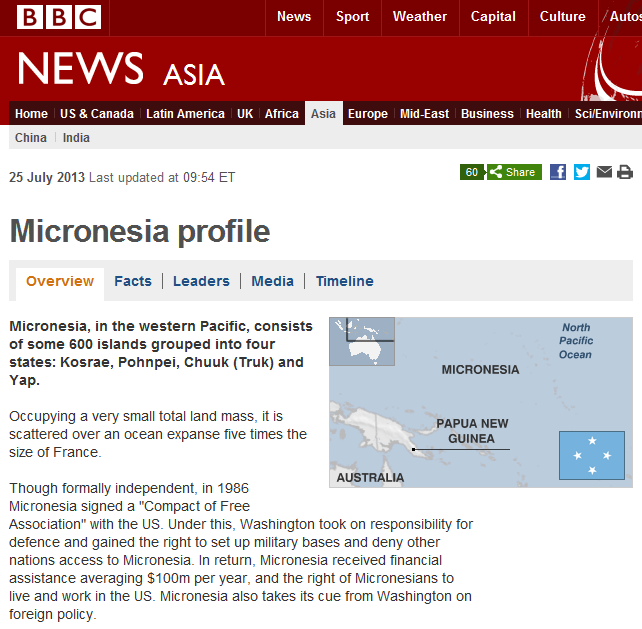 BBC News Sport Weather Capital Culture Autos
NEWS ASIA
Home US & Canada Latin America UK Africa Asia Europe Mid-East Business Health Sci/Environ
China India
25 July 2013 Last updated at 09:54 ET
60 Share
Micronesia profile
Overview Facts Leaders Media Timeline
Micronesia, in the western Pacific, consists
of some 600 islands grouped into four
states: Kosrae, Pohnpei, Chuuk (Truk) and
Yap.
North
Pacific
Ocean
MICRONESIA
PAPUA NEW
GUINEA
AUSTRALIA
Occupying a very small total land mass, it is
scattered over an ocean expanse five times the
size of France.
Though formally independent, in 1986
Micronesia signed a "Compact of Free
Association" with the US. Under this, Washington took on responsibility for
defence and gained the right to set up military bases and deny other
nations access to Micronesia. In return, Micronesia received financial
assistance averaging $100m per year, and the right of Micronesians to
live and work in the US. Micronesia also takes its cue from Washington on
foreign policy.